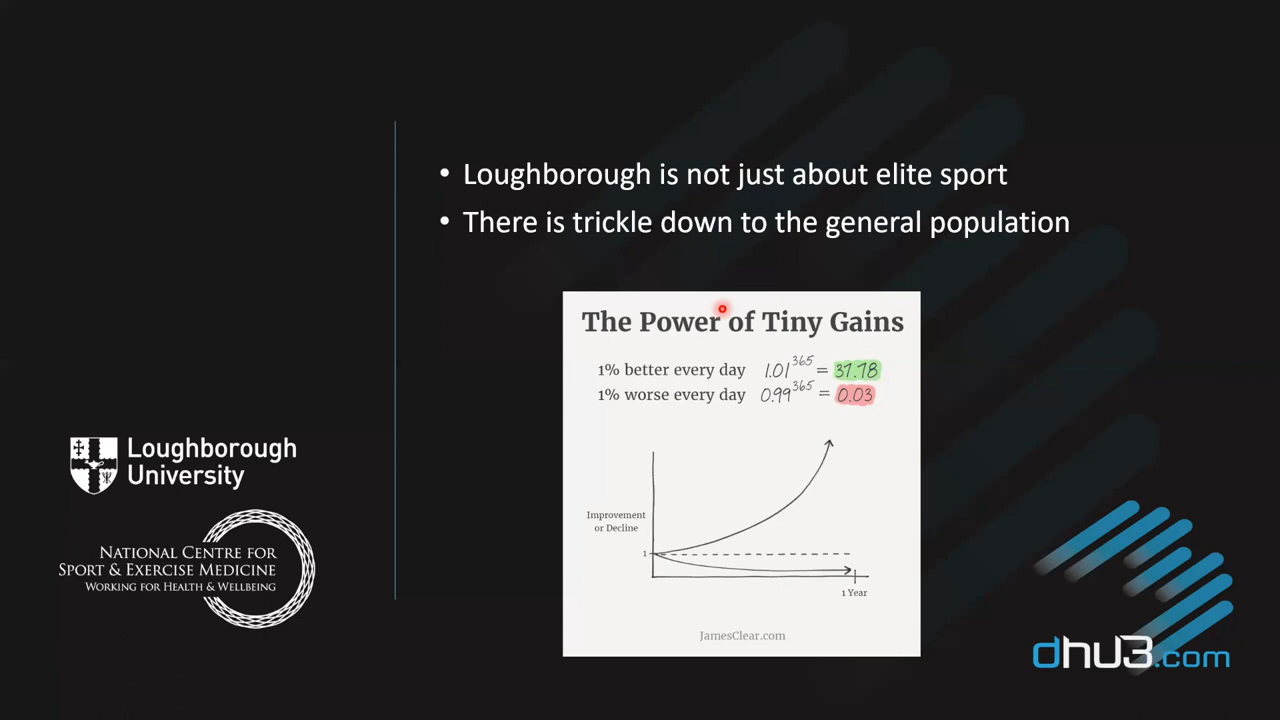 • Loughborough is not just about elite sport
• There is trickle down to the general population
The Power of Tiny Gains
1% better every day 1.01^365 = 37.78
1% worse every day 0.99^365 = 0.03
Improvement
or Decline
1
1 Year
JamesClear.com
Loughborough
University
NATIONAL CENTRE FOR
SPORT & EXERCISE MEDICINE
WORKING FOR HEALTH & WELLBEING
dhu3.com